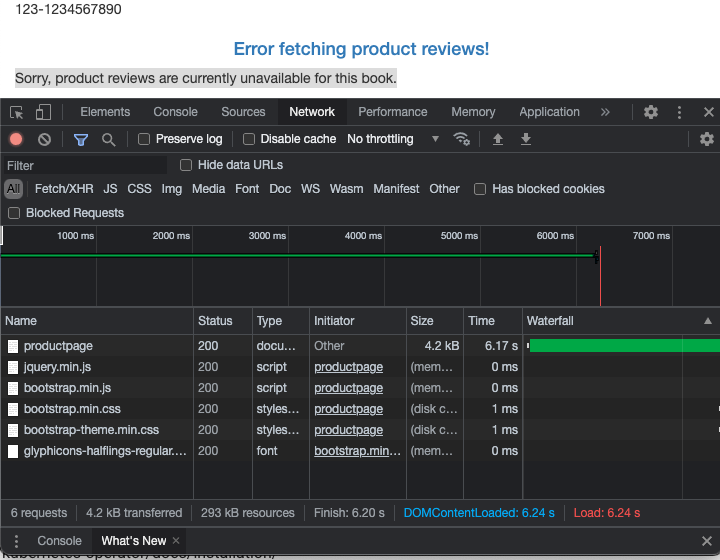 123-1234567890
Error fetching product reviews!
Sorry, product reviews are currently unavailable for this book.
Elements Console Sources Network Performance Memory Application »
Preserve log Disable cache No throttling
Filter Hide data URLs
All Fetch/XHR JS CSS Img Media Font Doc WS Wasm Manifest Other Has blocked cookies
Blocked Requests
1000 ms 2000 ms 3000 ms 4000 ms 5000 ms 6000 ms 7000 ms
Name Status Type Initiator Size Time Waterfall
productpage 200 docu... Other 4.2 kB 6.17 s
jquery.min.js 200 script productpage (mem... 0 ms
bootstrap.min.js 200 script productpage (mem... 0 ms
bootstrap.min.css 200 styles... productpage (disk c... 1 ms
bootstrap-theme.min.css 200 styles... productpage (disk c... 1 ms
glyphicons-halflings-regular.... 200 font bootstrap.min... (mem... 0 ms
6 requests 4.2 kB transferred 293 kB resources Finish: 6.20 s DOMContentLoaded: 6.24 s Load: 6.24 s
Console What's New ×
kubernetes-operator/docs/installation/